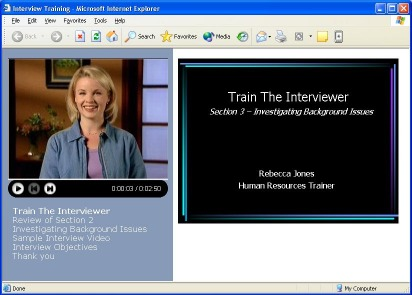 Interview Training - Microsoft Internet Explorer
File Edit View Favorites Tools Help
Back Search Favorites Media
Train The Interviewer
Section 3 – Investigating Background Issues
Rebecca Jones
Human Resources Trainer
0:00:03 / 0:02:50
Train The Interviewer
Review of Section 2
Investigating Background Issues
Sample Interview Video
Interview Objectives
Thank you
Done My Computer